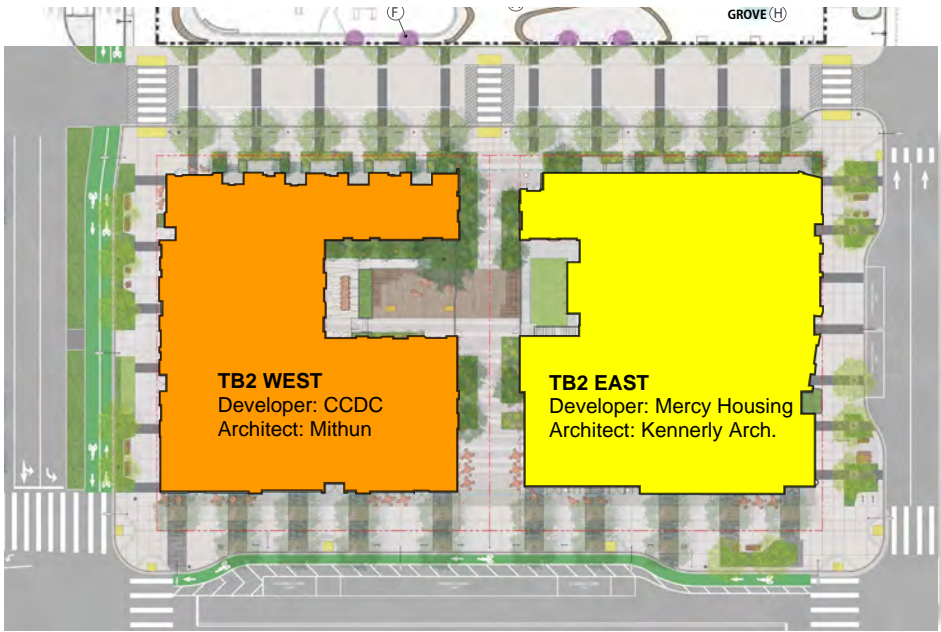 F
GROVE H
TB2 WEST
Developer: CCDC
Architect: Mithun
TB2 EAST
Developer: Mercy Housing
Architect: Kennerly Arch.